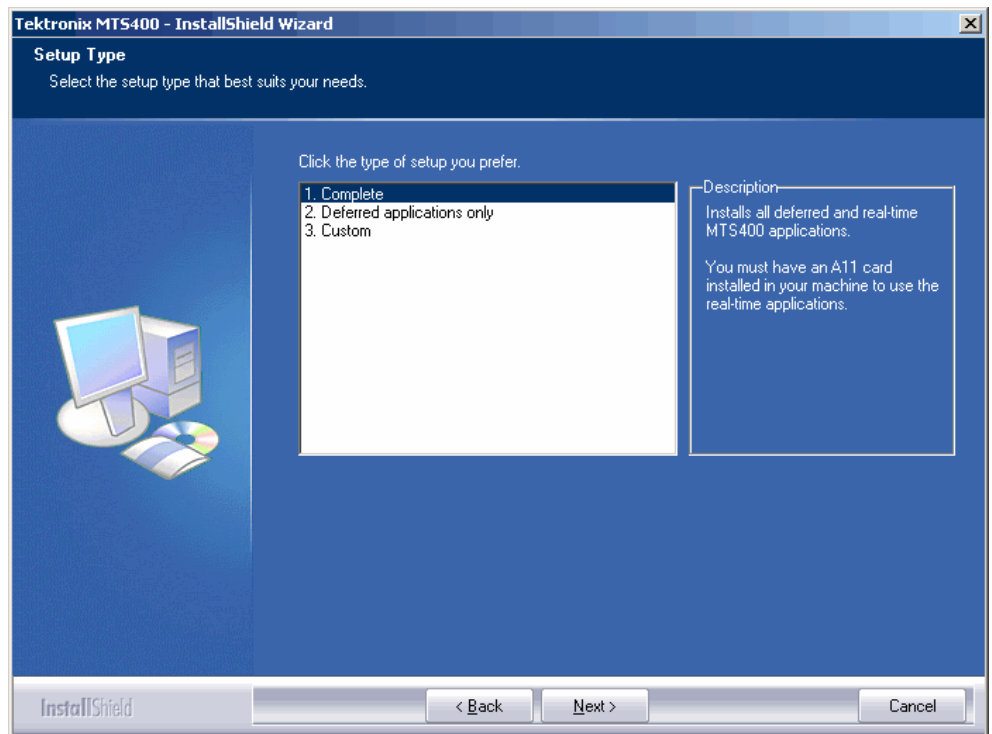 Tektronix MTS400 - InstallShield Wizard
Setup Type
Select the setup type that best suits your needs.
Click the type of setup you prefer.
1. Complete
2. Deferred applications only
3. Custom
Description
Installs all deferred and real-time
MTS400 applications.
You must have an A11 card
installed in your machine to use the
real-time applications.
InstallShield
< Back
Next >
Cancel